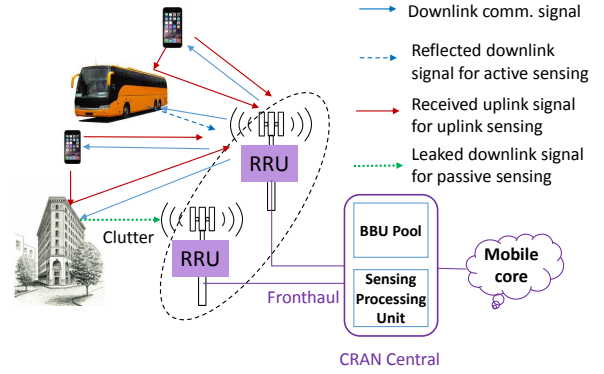 Downlink comm. signal
Reflected downlink
signal for active sensing
Received uplink signal
for uplink sensing
Leaked downlink signal
for passive sensing
RRU
Clutter
RRU
Fronthaul
BBU Pool
Sensing
Processing
Unit
CRAN Central
Mobile
core